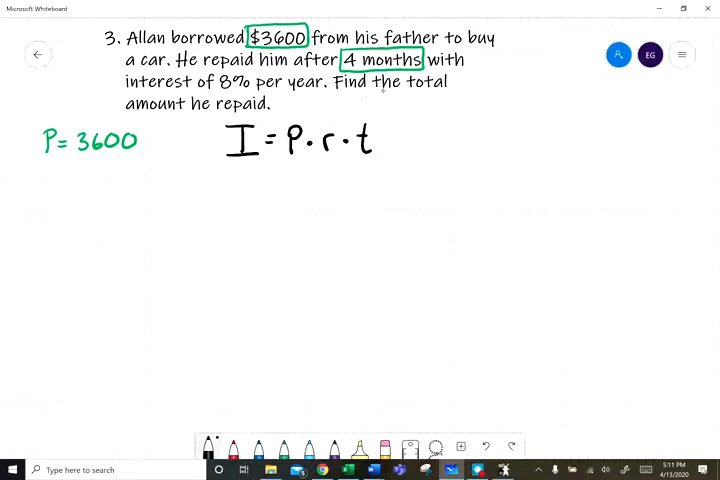 Microsoft Whiteboard
3. Allan borrowed $3600 from his father to buy
a car. He repaid him after 4 months with
interest of 8% per year. Find the total
amount he repaid.
EG
P = 3600
I = P · r · t
Type here to search
5:11 PM
4/13/2020